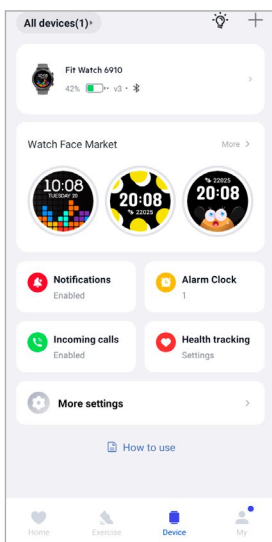 All devices(1)
Fit Watch 6910
42% v3
Watch Face Market
More >
10:08
TUESDAY 20
20:08
22025
22025
20:08
Notifications
Enabled
Alarm Clock
1
Incoming calls
Enabled
Health tracking
Settings
More settings
How to use
Home
Exercise
Device
My